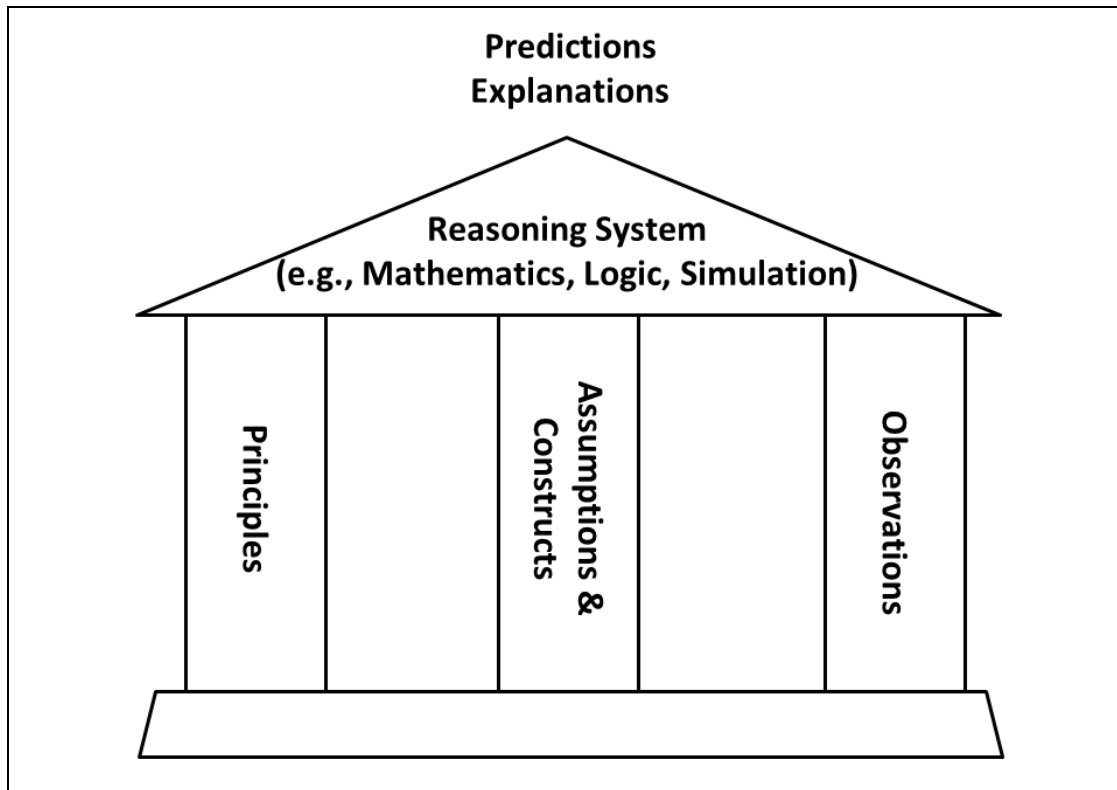 Predictions
Explanations
Reasoning System
(e.g., Mathematics, Logic, Simulation)
Principles
Assumptions &
Constructs
Observations